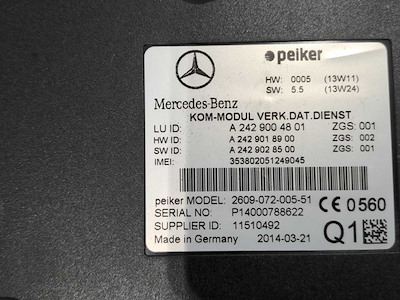 peiker
HW: 0005 (13W11)
SW: 5.5 (13W24)
Mercedes-Benz
KOM-MODUL VERK.DAT.DIENST
LU ID: A 242 900 48 01 ZGS: 001
HW ID: A 242 901 89 00 ZGS: 002
SW ID: A 242 902 85 00 ZGS: 001
IMEI: 353802051249045
peiker MODEL: 2609-072-005-51
SERIAL NO: P14000788622 CE 0560
SUPPLIER ID: 11510492
Made in Germany 2014-03-21 Q1